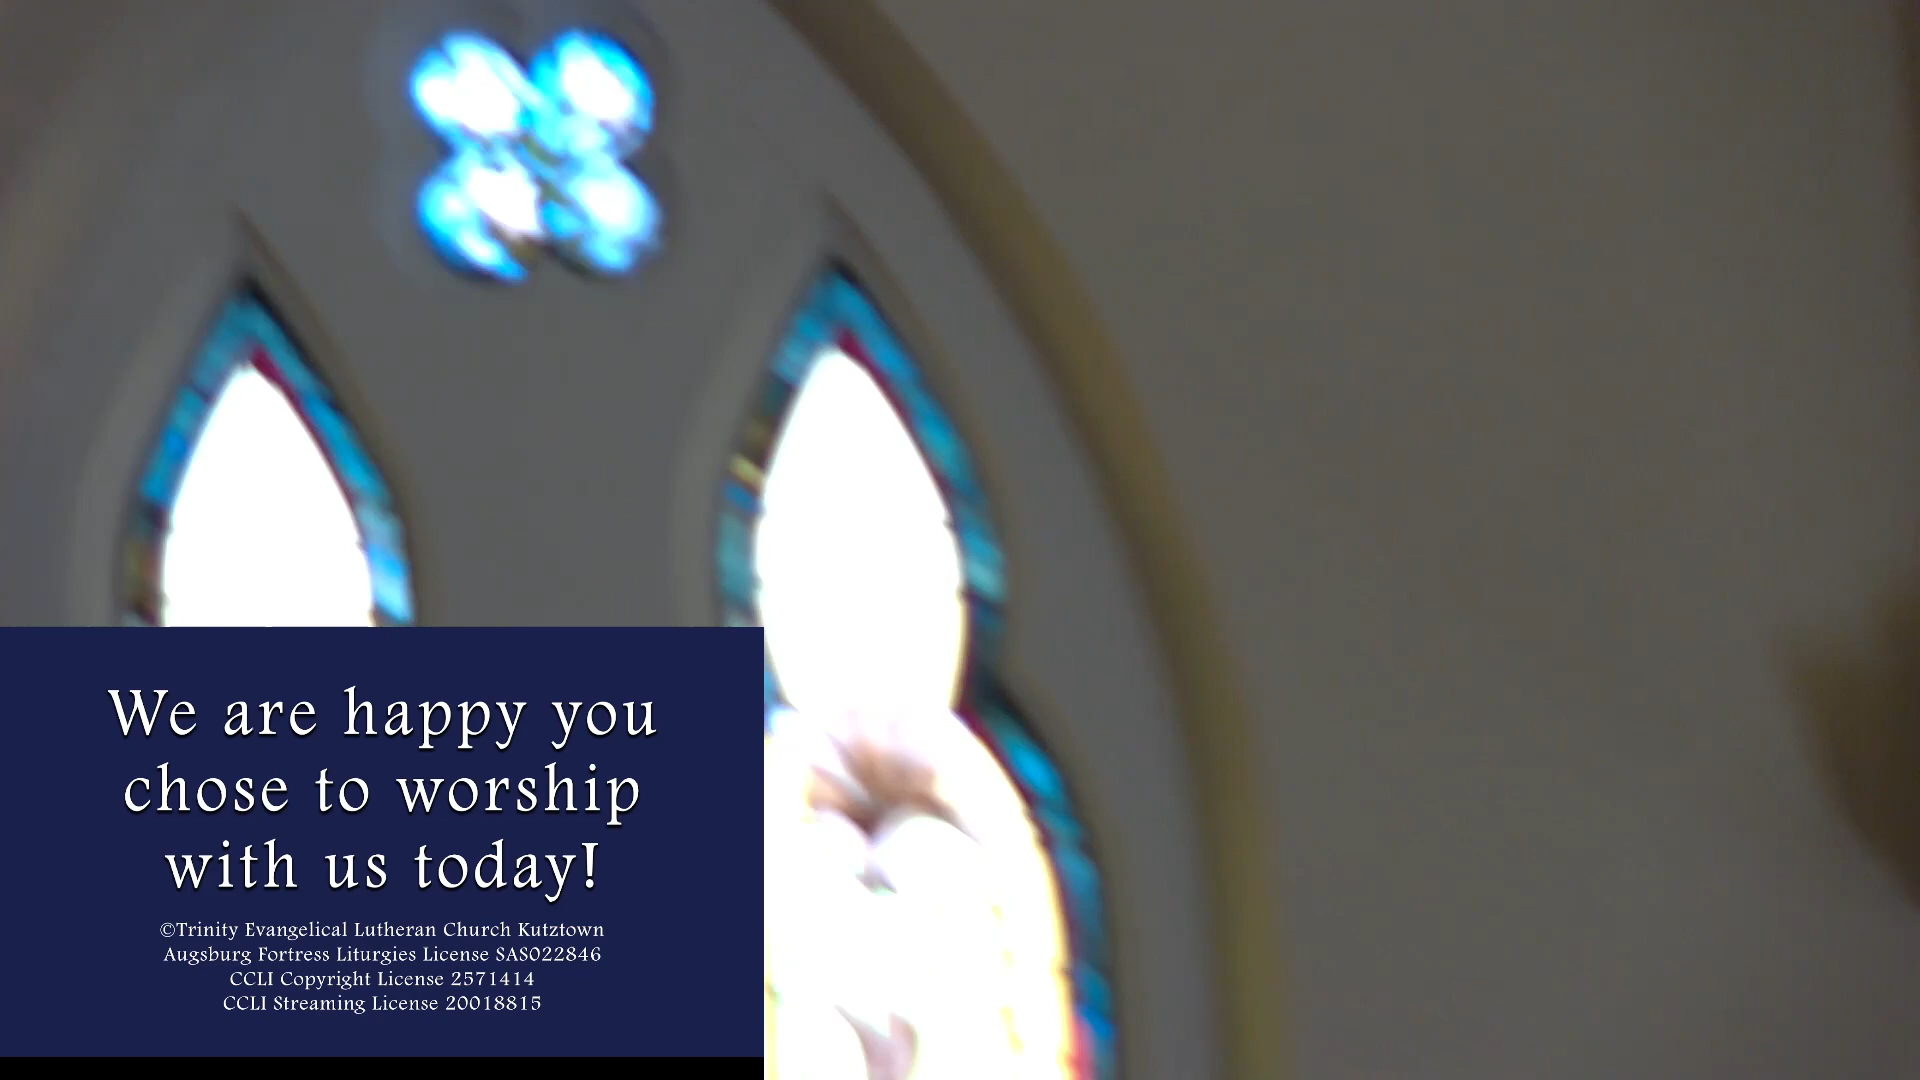 We are happy you
chose to worship
with us today!
©Trinity Evangelical Lutheran Church Kutztown
Augsburg Fortress Liturgies License SAS022846
CCLI Copyright License 2571414
CCLI Streaming License 20018815